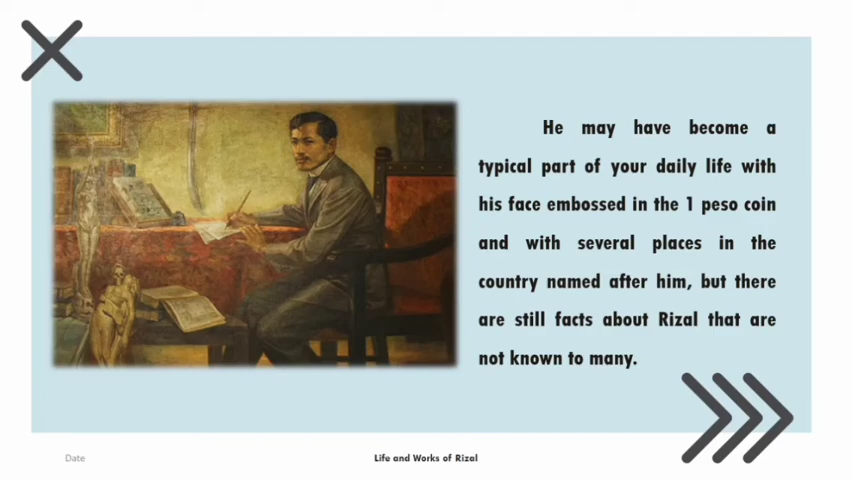 He may have become a
typical part of your daily life with
his face embossed in the 1 peso coin
and with several places in the
country named after him, but there
are still facts about Rizal that are
not known to many.
Date
Life and Works of Rizal